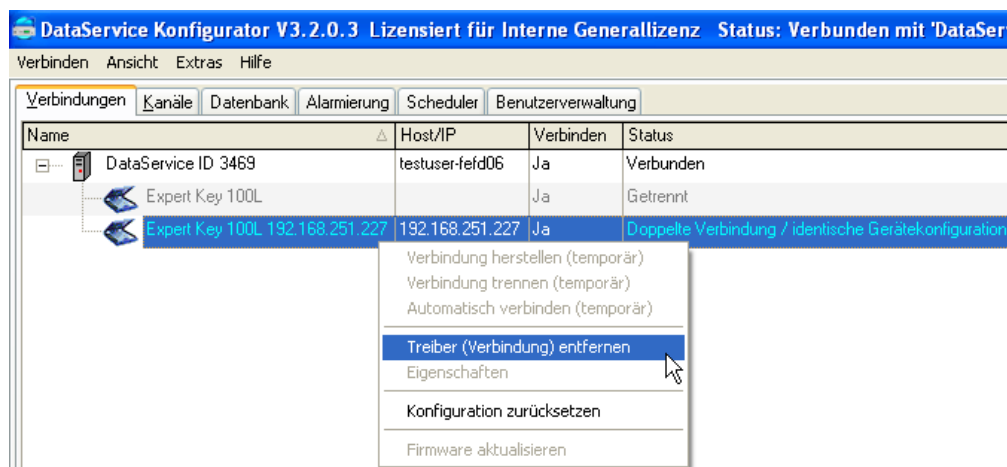 DataService Konfigurator V3.2.0.3 Lizensiert für Interne Generallizenz Status: Verbunden mit 'DataSer
Verbinden Ansicht Extras Hilfe
Verbindungen Kanäle Datenbank Alarmierung Scheduler Benutzerverwaltung
Name Host/IP Verbinden Status
DataService ID 3469 testuser-fefd06 Ja Verbunden
Expert Key 100L Ja Getrennt
Expert Key 100L 192.168.251.227 192.168.251.227 Ja Doppelte Verbindung / identische Gerätekonfiguration
Verbindung herstellen (temporär)
Verbindung trennen (temporär)
Automatisch verbinden (temporär)
Treiber (Verbindung) entfernen
Eigenschaften
Konfiguration zurücksetzen
Firmware aktualisieren